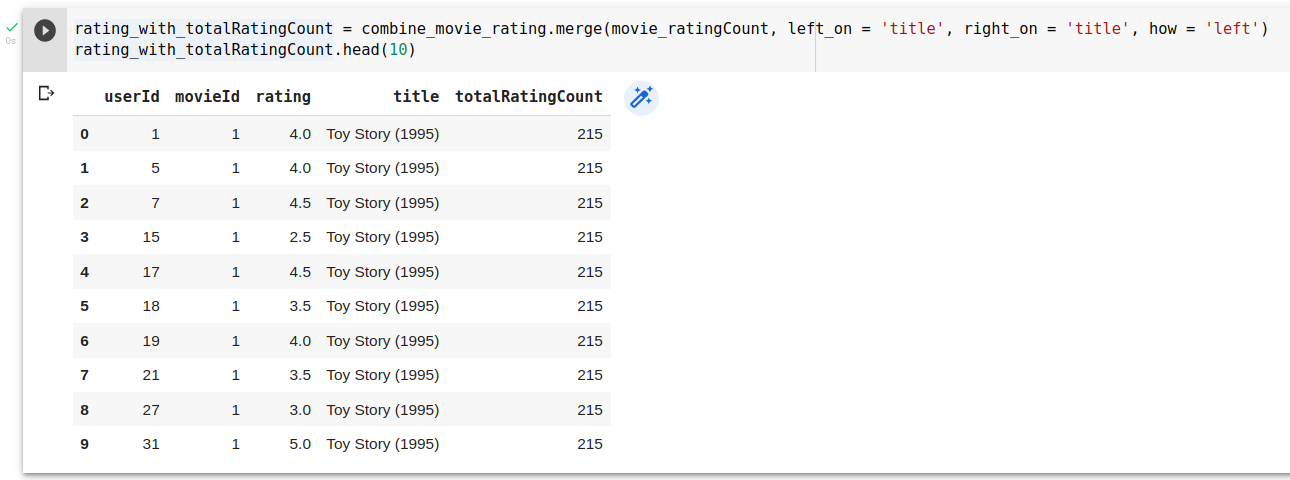 rating_with_totalRatingCount = combine_movie_rating.merge(movie_ratingCount, left_on = 'title', right_on = 'title', how = 'left')
0s
rating_with_totalRatingCount.head(10)
userId movieId rating title totalRatingCount
0 1 1 4.0 Toy Story (1995) 215
1 5 1 4.0 Toy Story (1995) 215
2 7 1 4.5 Toy Story (1995) 215
3 15 1 2.5 Toy Story (1995) 215
4 17 1 4.5 Toy Story (1995) 215
5 18 1 3.5 Toy Story (1995) 215
6 19 1 4.0 Toy Story (1995) 215
7 21 1 3.5 Toy Story (1995) 215
8 27 1 3.0 Toy Story (1995) 215
9 31 1 5.0 Toy Story (1995) 215